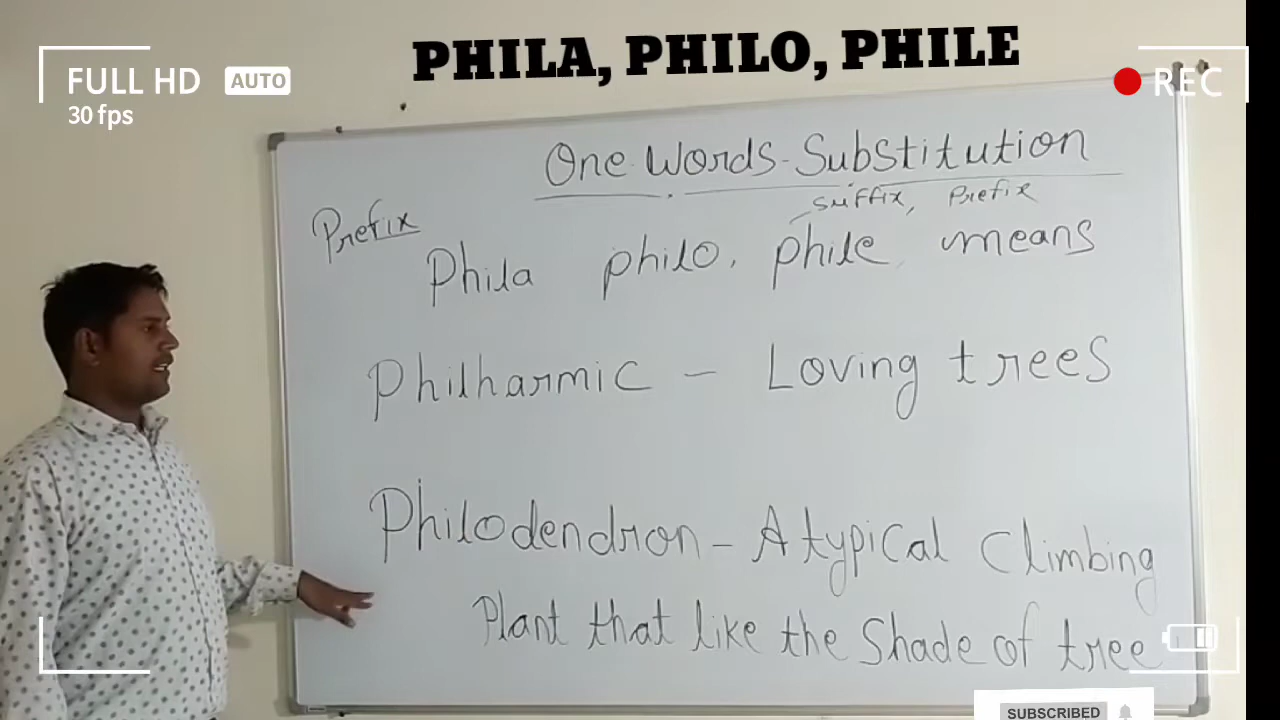 PHILA, PHILO, PHILE
FULL HD AUTO
30 fps
REC
One Words-Substitution
Suffix, Prefix
Prefix
Phila philo, phile means
Philharmic - Loving trees
Philodendron - A typical Climbing
Plant that like the Shade of tree
SUBSCRIBED